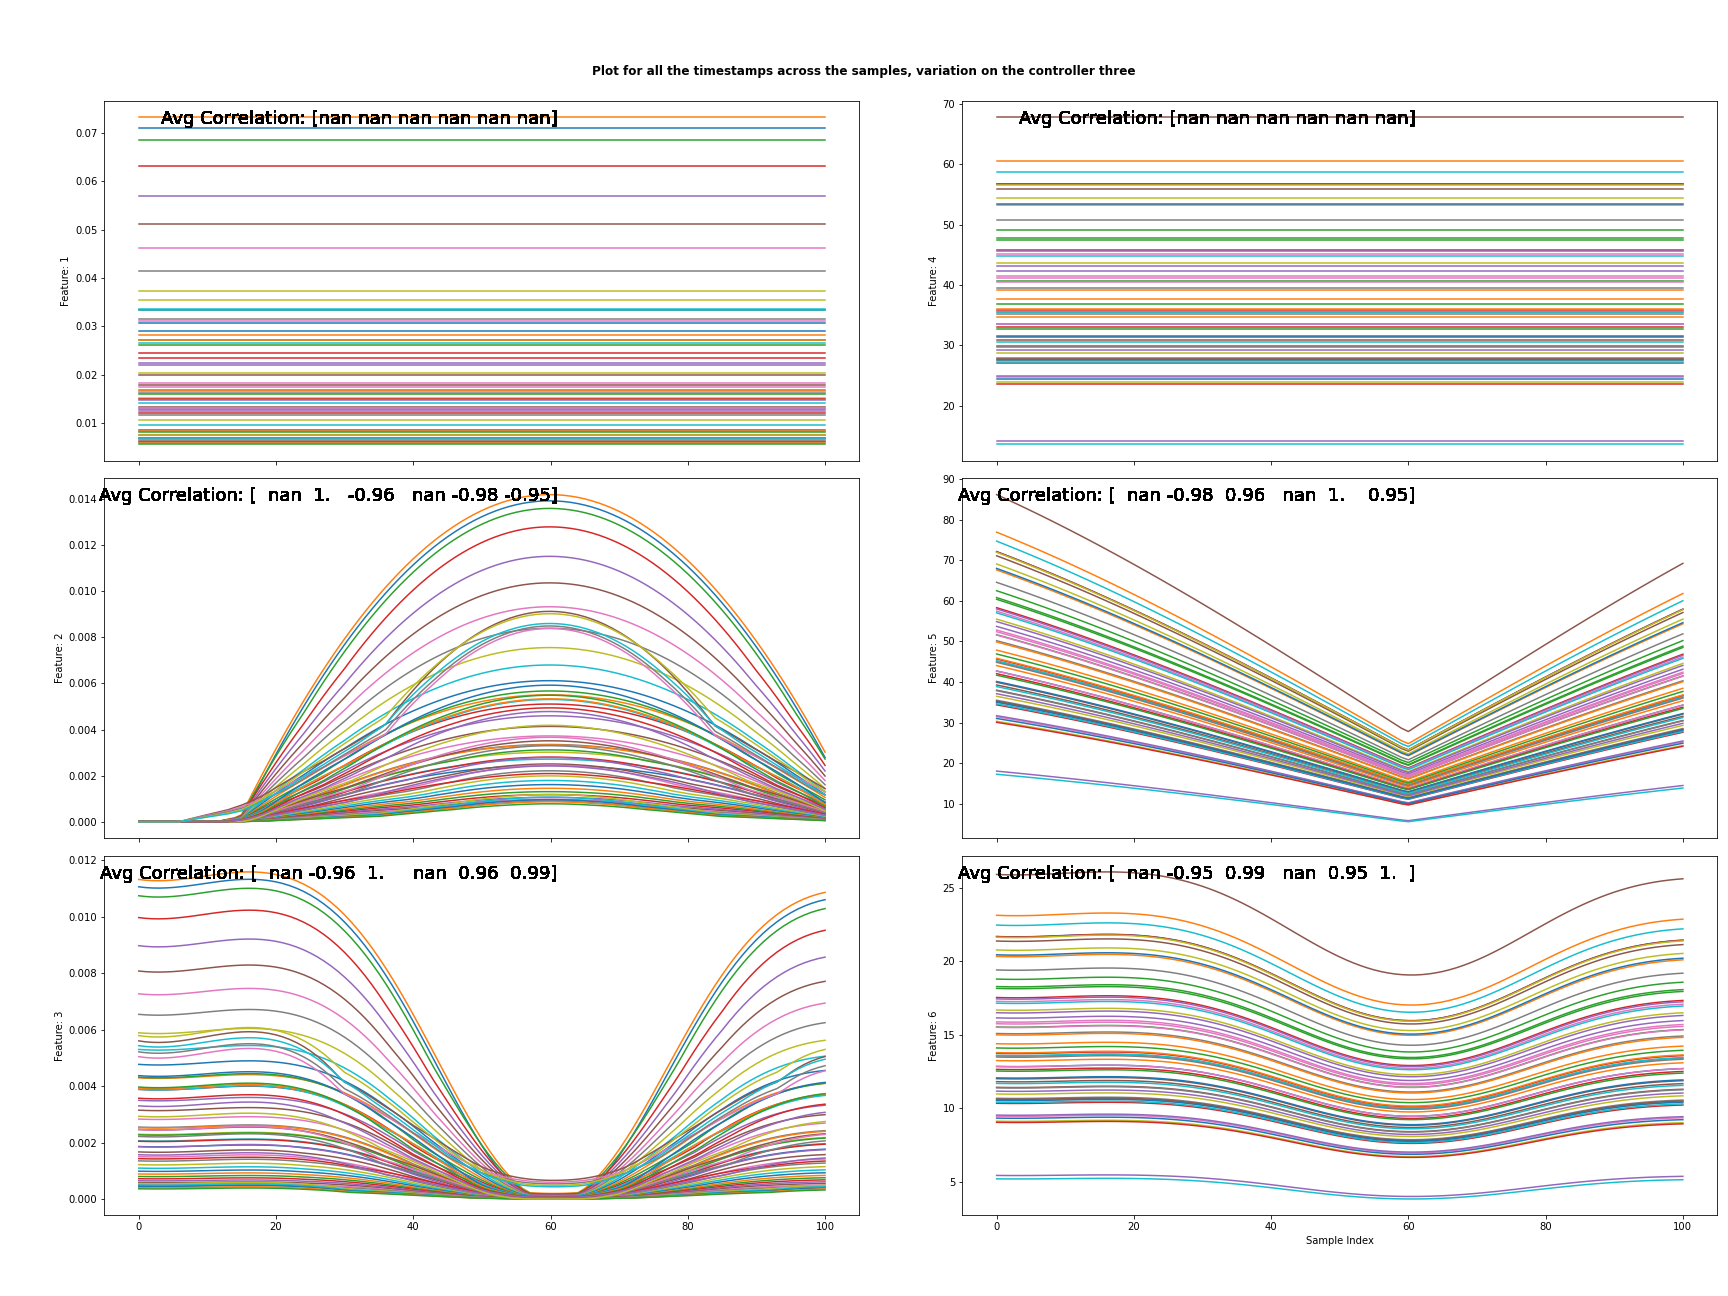 Plot for all the timestamps across the samples, variation on the controller three
Avg Correlation: [nan nan nan nan nan nan]
0.07
0.06
0.05
0.04
0.03
0.02
0.01
Feature: 1
Avg Correlation: [nan nan nan nan nan nan]
70
60
50
40
30
20
Feature: 4
Avg Correlation: [  nan  1.   -0.96   nan -0.98 -0.95]
0.014
0.012
0.010
0.008
0.006
0.004
0.002
0.000
Feature: 2
Avg Correlation: [  nan -0.98  0.96   nan  1.    0.95]
90
80
70
60
50
40
30
20
10
Feature: 5
Avg Correlation: [  nan -0.96  1.     nan  0.96  0.99]
0.012
0.010
0.008
0.006
0.004
0.002
0.000
Feature: 3
0 20 40 60 80 100
Avg Correlation: [  nan -0.95  0.99   nan  0.95  1.  ]
25
20
15
10
5
Feature: 6
0 20 40 60 80 100
Sample Index